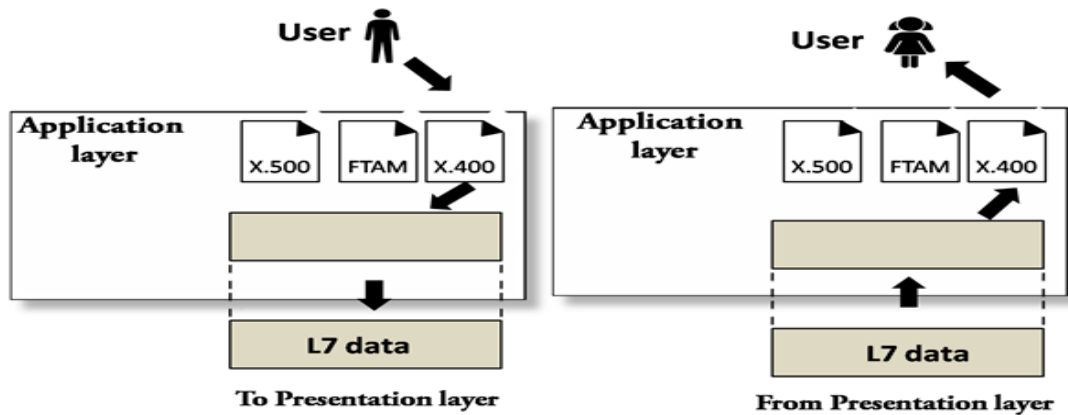 User
Application
layer
X.500 FTAM X.400
L7 data
To Presentation layer
User
Application
layer
X.500 FTAM X.400
L7 data
From Presentation layer